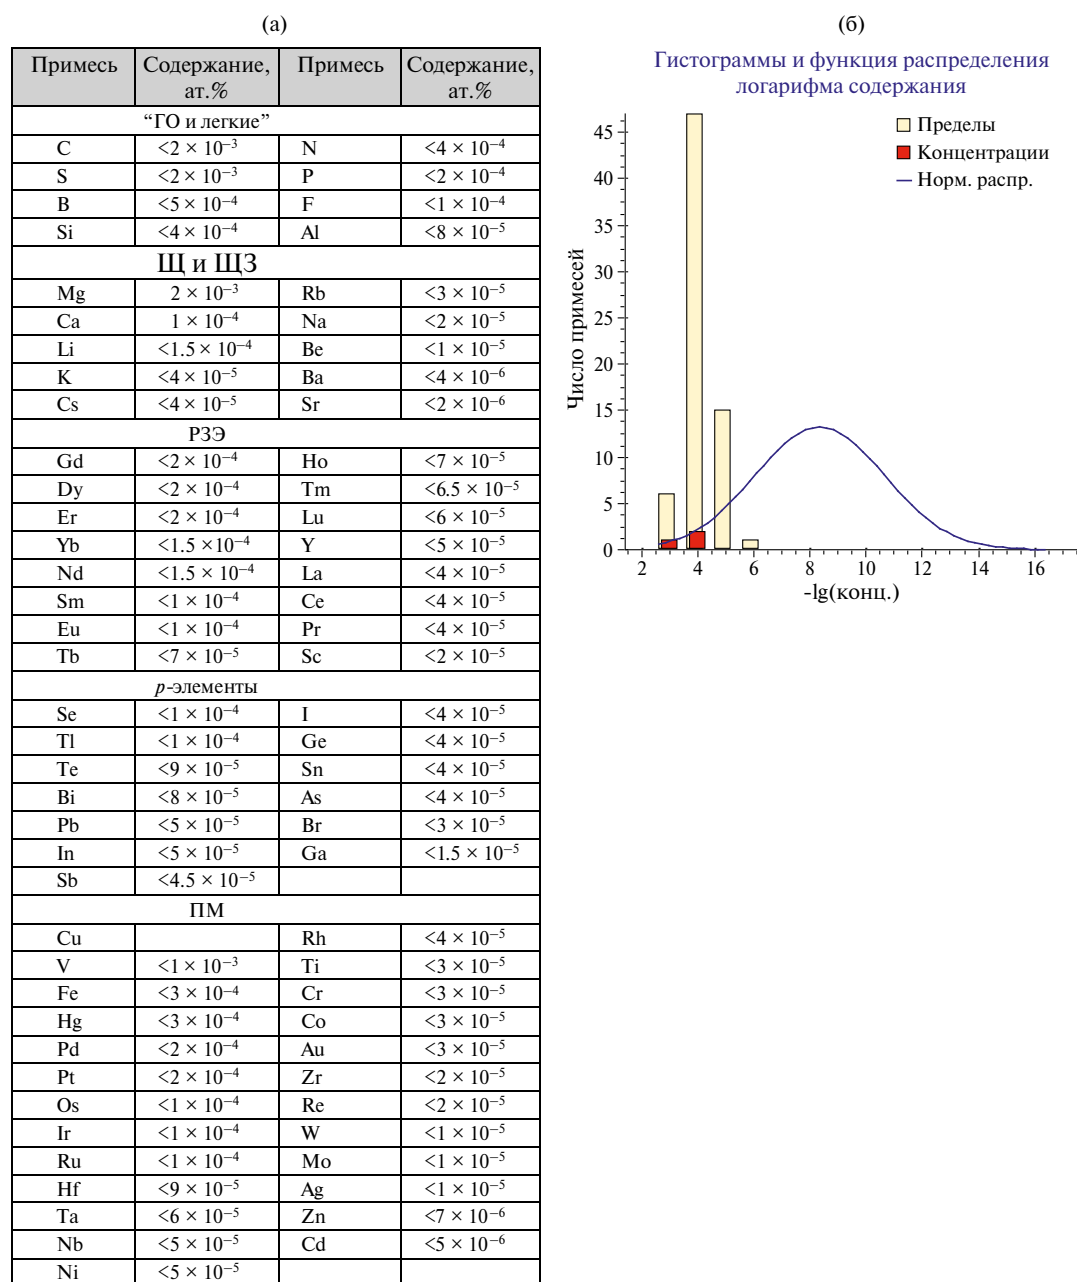 (а)
Примесь Содержание, ат.% Примесь Содержание, ат.%
“ГО и легкие”
C <2 × 10⁻³ N <4 × 10⁻⁴
S <2 × 10⁻³ P <2 × 10⁻⁴
B <5 × 10⁻⁴ F <1 × 10⁻⁴
Si <4 × 10⁻⁴ Al <8 × 10⁻⁵
Щ и ЩЗ
Mg 2 × 10⁻³ Rb <3 × 10⁻⁵
Ca 1 × 10⁻⁴ Na <2 × 10⁻⁵
Li <1.5 × 10⁻⁴ Be <1 × 10⁻⁵
K <4 × 10⁻⁵ Ba <4 × 10⁻⁶
Cs <4 × 10⁻⁵ Sr <2 × 10⁻⁶
РЗЭ
Gd <2 × 10⁻⁴ Ho <7 × 10⁻⁵
Dy <2 × 10⁻⁴ Tm <6.5 × 10⁻⁵
Er <2 × 10⁻⁴ Lu <6 × 10⁻⁵
Yb <1.5 ×10⁻⁴ Y <5 × 10⁻⁵
Nd <1.5 × 10⁻⁴ La <4 × 10⁻⁵
Sm <1 × 10⁻⁴ Ce <4 × 10⁻⁵
Eu <1 × 10⁻⁴ Pr <4 × 10⁻⁵
Tb <7 × 10⁻⁵ Sc <2 × 10⁻⁵
p-элементы
Se <1 × 10⁻⁴ I <4 × 10⁻⁵
Tl <1 × 10⁻⁴ Ge <4 × 10⁻⁵
Te <9 × 10⁻⁵ Sn <4 × 10⁻⁵
Bi <8 × 10⁻⁵ As <4 × 10⁻⁵
Pb <5 × 10⁻⁵ Br <3 × 10⁻⁵
In <5 × 10⁻⁵ Ga <1.5 × 10⁻⁵
Sb <4.5 × 10⁻⁵
ПМ
Cu Rh <4 × 10⁻⁵
V <1 × 10⁻³ Ti <3 × 10⁻⁵
Fe <3 × 10⁻⁴ Cr <3 × 10⁻⁵
Hg <3 × 10⁻⁴ Co <3 × 10⁻⁵
Pd <2 × 10⁻⁴ Au <3 × 10⁻⁵
Pt <2 × 10⁻⁴ Zr <2 × 10⁻⁵
Os <1 × 10⁻⁴ Re <2 × 10⁻⁵
Ir <1 × 10⁻⁴ W <1 × 10⁻⁵
Ru <1 × 10⁻⁴ Mo <1 × 10⁻⁵
Hf <9 × 10⁻⁵ Ag <1 × 10⁻⁵
Ta <6 × 10⁻⁵ Zn <7 × 10⁻⁶
Nb <5 × 10⁻⁵ Cd <5 × 10⁻⁶
Ni <5 × 10⁻⁵
(б)
Гистограммы и функция распределения
логарифма содержания
Пределы
Концентрации
Норм. распр.
Число примесей
45
40
35
30
25
20
15
10
5
0
2 4 6 8 10 12 14 16
-lg(конц.)